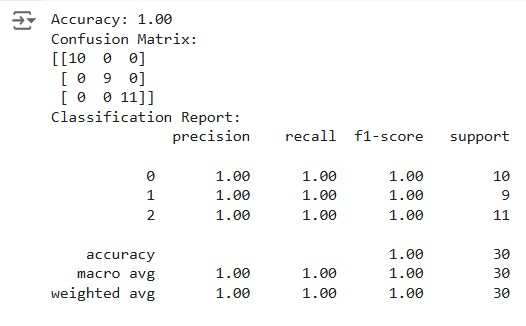 Accuracy: 1.00
Confusion Matrix:
[[10  0  0]
 [ 0  9  0]
 [ 0  0 11]]
Classification Report:
              precision    recall  f1-score   support

           0       1.00      1.00      1.00        10
           1       1.00      1.00      1.00         9
           2       1.00      1.00      1.00        11

    accuracy                           1.00        30
   macro avg       1.00      1.00      1.00        30
weighted avg       1.00      1.00      1.00        30